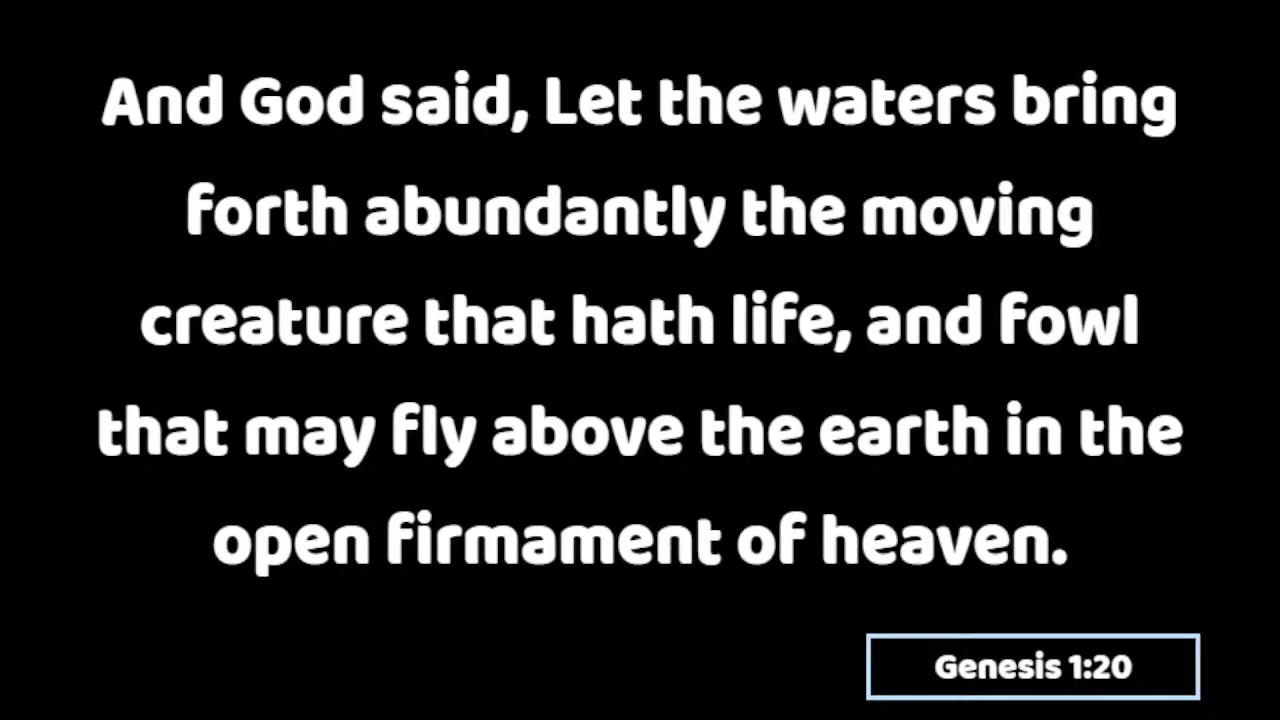 And God said, Let the waters bring
forth abundantly the moving
creature that hath life, and fowl
that may fly above the earth in the
open firmament of heaven.
Genesis 1:20